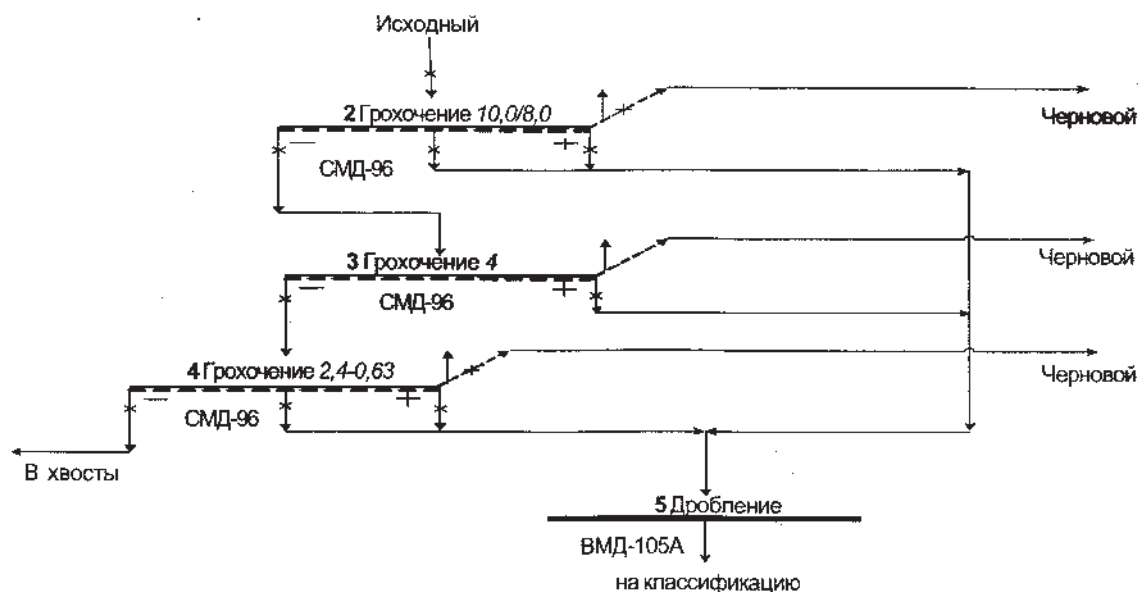 Исходный
2 Грохочение 10,0/8,0
Черновой
СМД-96
3 Грохочение 4
Черновой
СМД-96
4 Грохочение 2,4-0,63
Черновой
СМД-96
В хвосты
5 Дробление
ВМД-105А
на классификацию